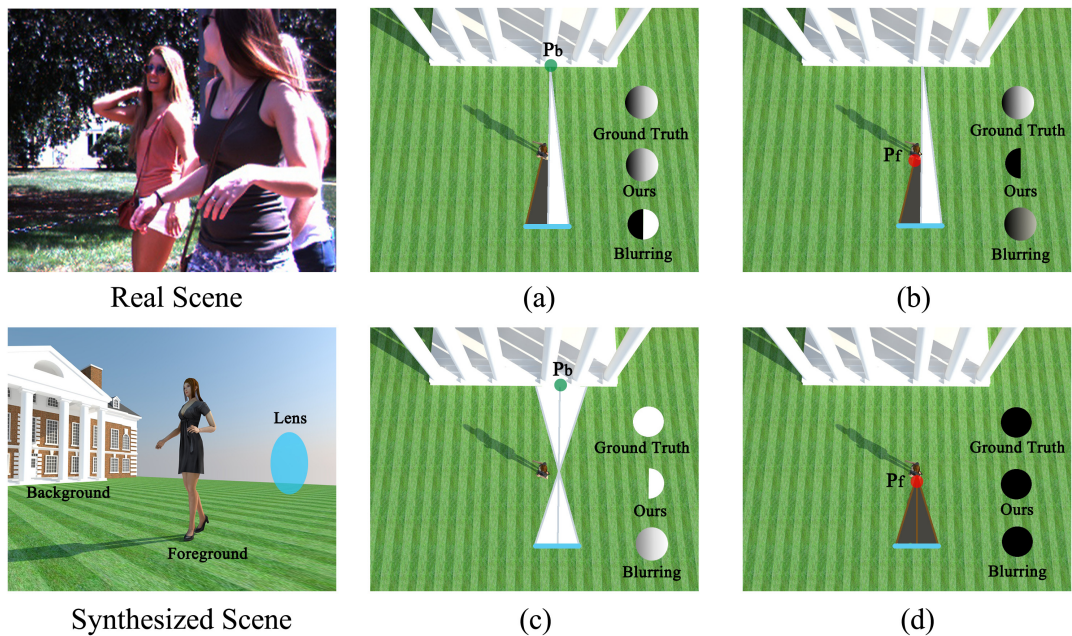 Pb
Ground Truth
Ours
Blurring
Pf
Ground Truth
Ours
Blurring
Real Scene
(a)
(b)
Lens
Background
Foreground
Pb
Ground Truth
Ours
Blurring
Pf
Ground Truth
Ours
Blurring
Synthesized Scene
(c)
(d)